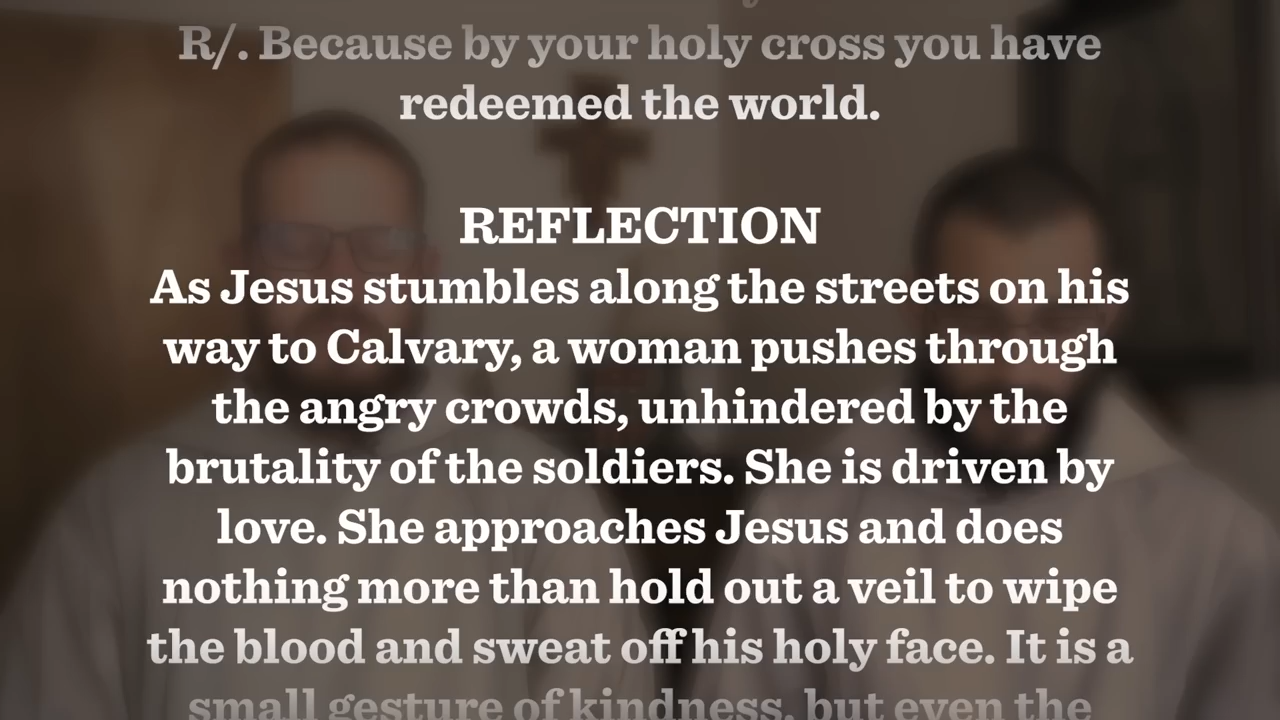 R/. Because by your holy cross you have
redeemed the world.
REFLECTION
As Jesus stumbles along the streets on his
way to Calvary, a woman pushes through
the angry crowds, unhindered by the
brutality of the soldiers. She is driven by
love. She approaches Jesus and does
nothing more than hold out a veil to wipe
the blood and sweat off his holy face. It is a
small gesture of kindness, but even the